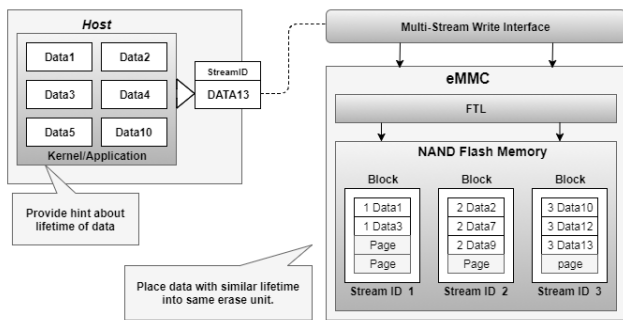 Host
Data1
Data2
Data3
Data4
Data5
Data10
Kernel/Application
StreamID
DATA13
Provide hint about
lifetime of data
Multi-Stream Write Interface
eMMC
FTL
NAND Flash Memory
Block
Block
Block
1 Data1
1 Data3
Page
Page
2 Data2
2 Data7
2 Data9
Page
3 Data10
3 Data12
3 Data13
page
Stream ID 1
Stream ID 2
Stream ID 3
Place data with similar lifetime
into same erase unit.